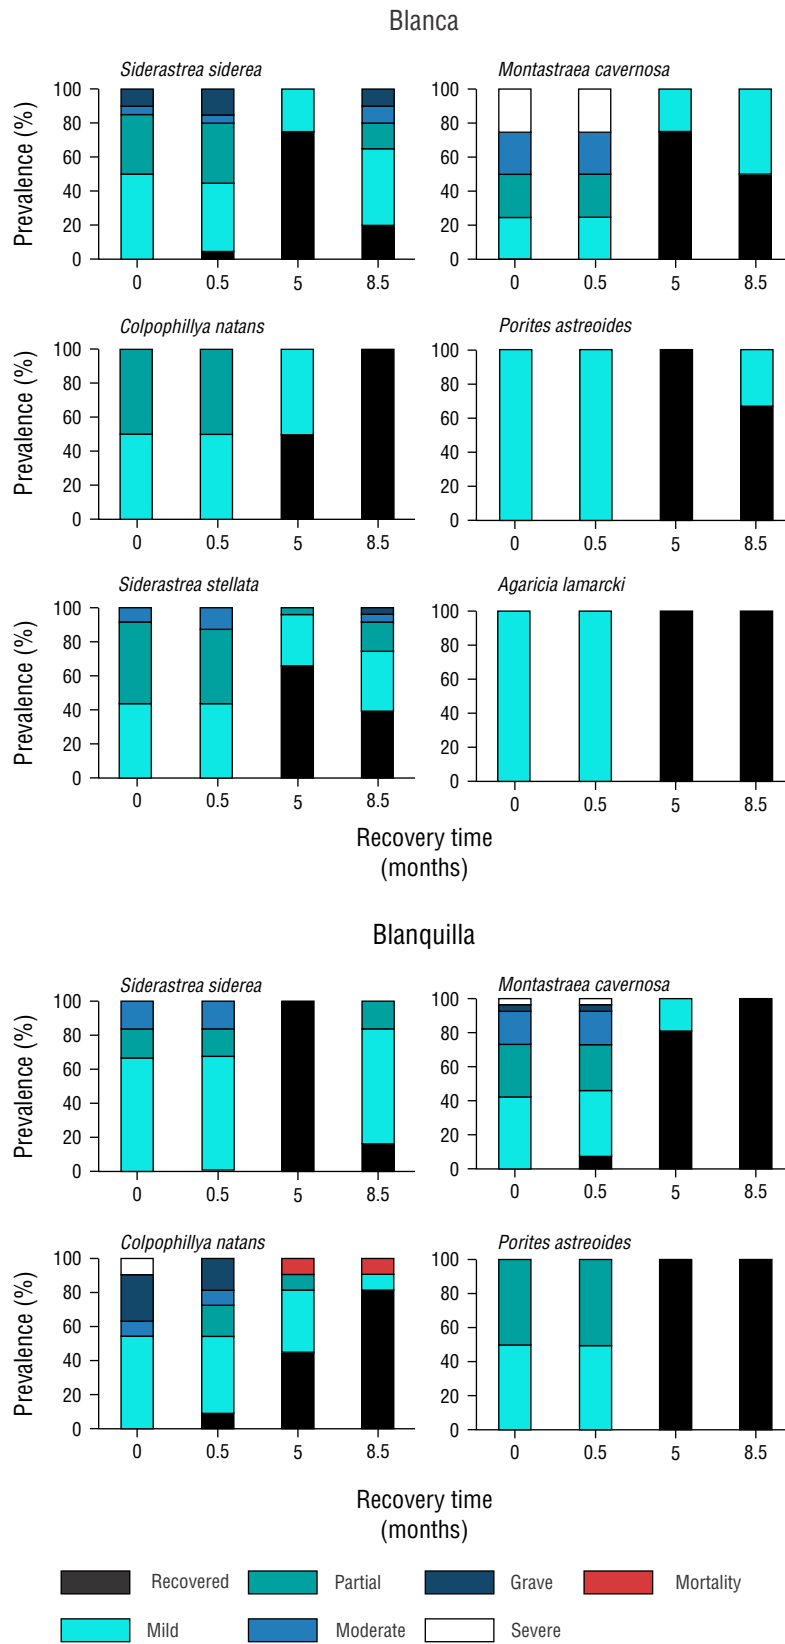 Blanca
Siderastrea siderea
Montastraea cavernosa
Prevalence (%)
100
80
60
40
20
0
0 0.5 5 8.5
100
80
60
40
20
0
0 0.5 5 8.5
Colpophillya natans
Porites astreoides
Prevalence (%)
100
80
60
40
20
0
0 0.5 5 8.5
100
80
60
40
20
0
0 0.5 5 8.5
Siderastrea stellata
Agaricia lamarcki
Prevalence (%)
100
80
60
40
20
0
0 0.5 5 8.5
100
80
60
40
20
0
0 0.5 5 8.5
Recovery time
(months)
Blanquilla
Siderastrea siderea
Montastraea cavernosa
Prevalence (%)
100
80
60
40
20
0
0 0.5 5 8.5
100
80
60
40
20
0
0 0.5 5 8.5
Colpophillya natans
Porites astreoides
Prevalence (%)
100
80
60
40
20
0
0 0.5 5 8.5
100
80
60
40
20
0
0 0.5 5 8.5
Recovery time
(months)
Recovered Partial Grave Mortality
Mild Moderate Severe